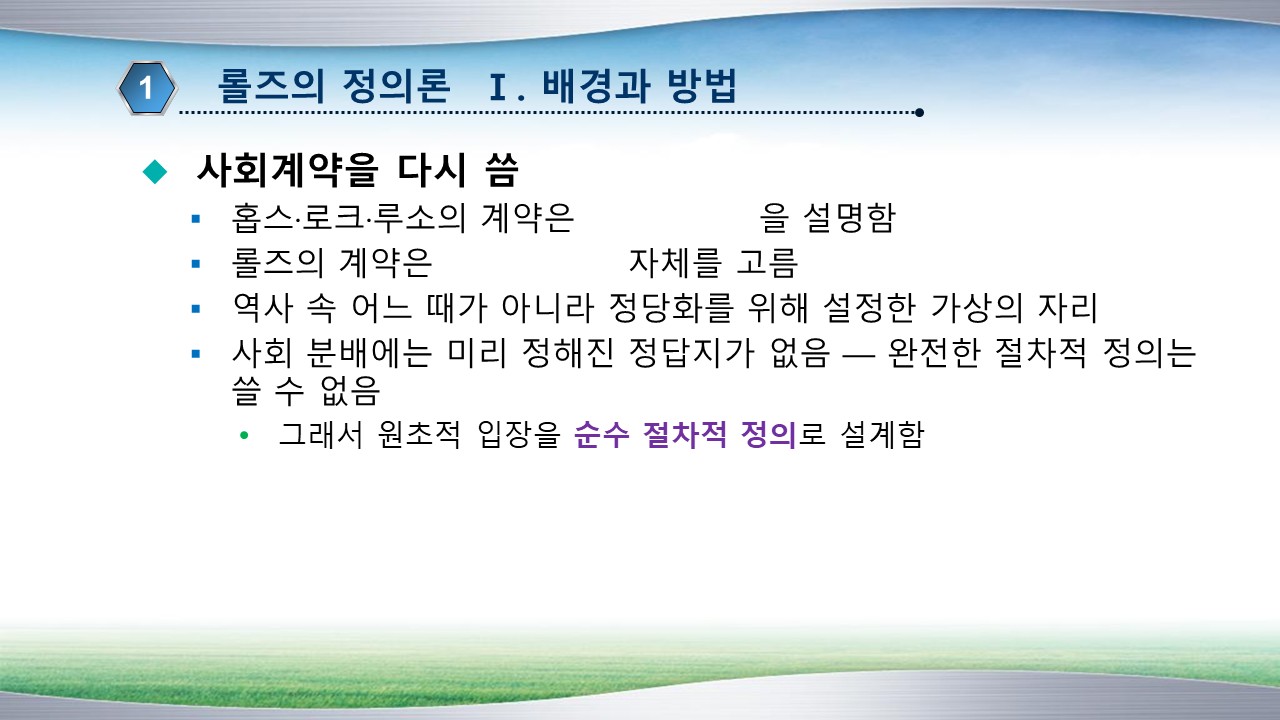 1
롤즈의 정의론 Ⅰ. 배경과 방법
사회계약을 다시 씀
홉스·로크·루소의 계약은 을 설명함
롤즈의 계약은 자체를 고름
역사 속 어느 때가 아니라 정당화를 위해 설정한 가상의 자리
사회 분배에는 미리 정해진 정답지가 없음 — 완전한 절차적 정의는
쓸 수 없음
그래서 원초적 입장을 순수 절차적 정의로 설계함